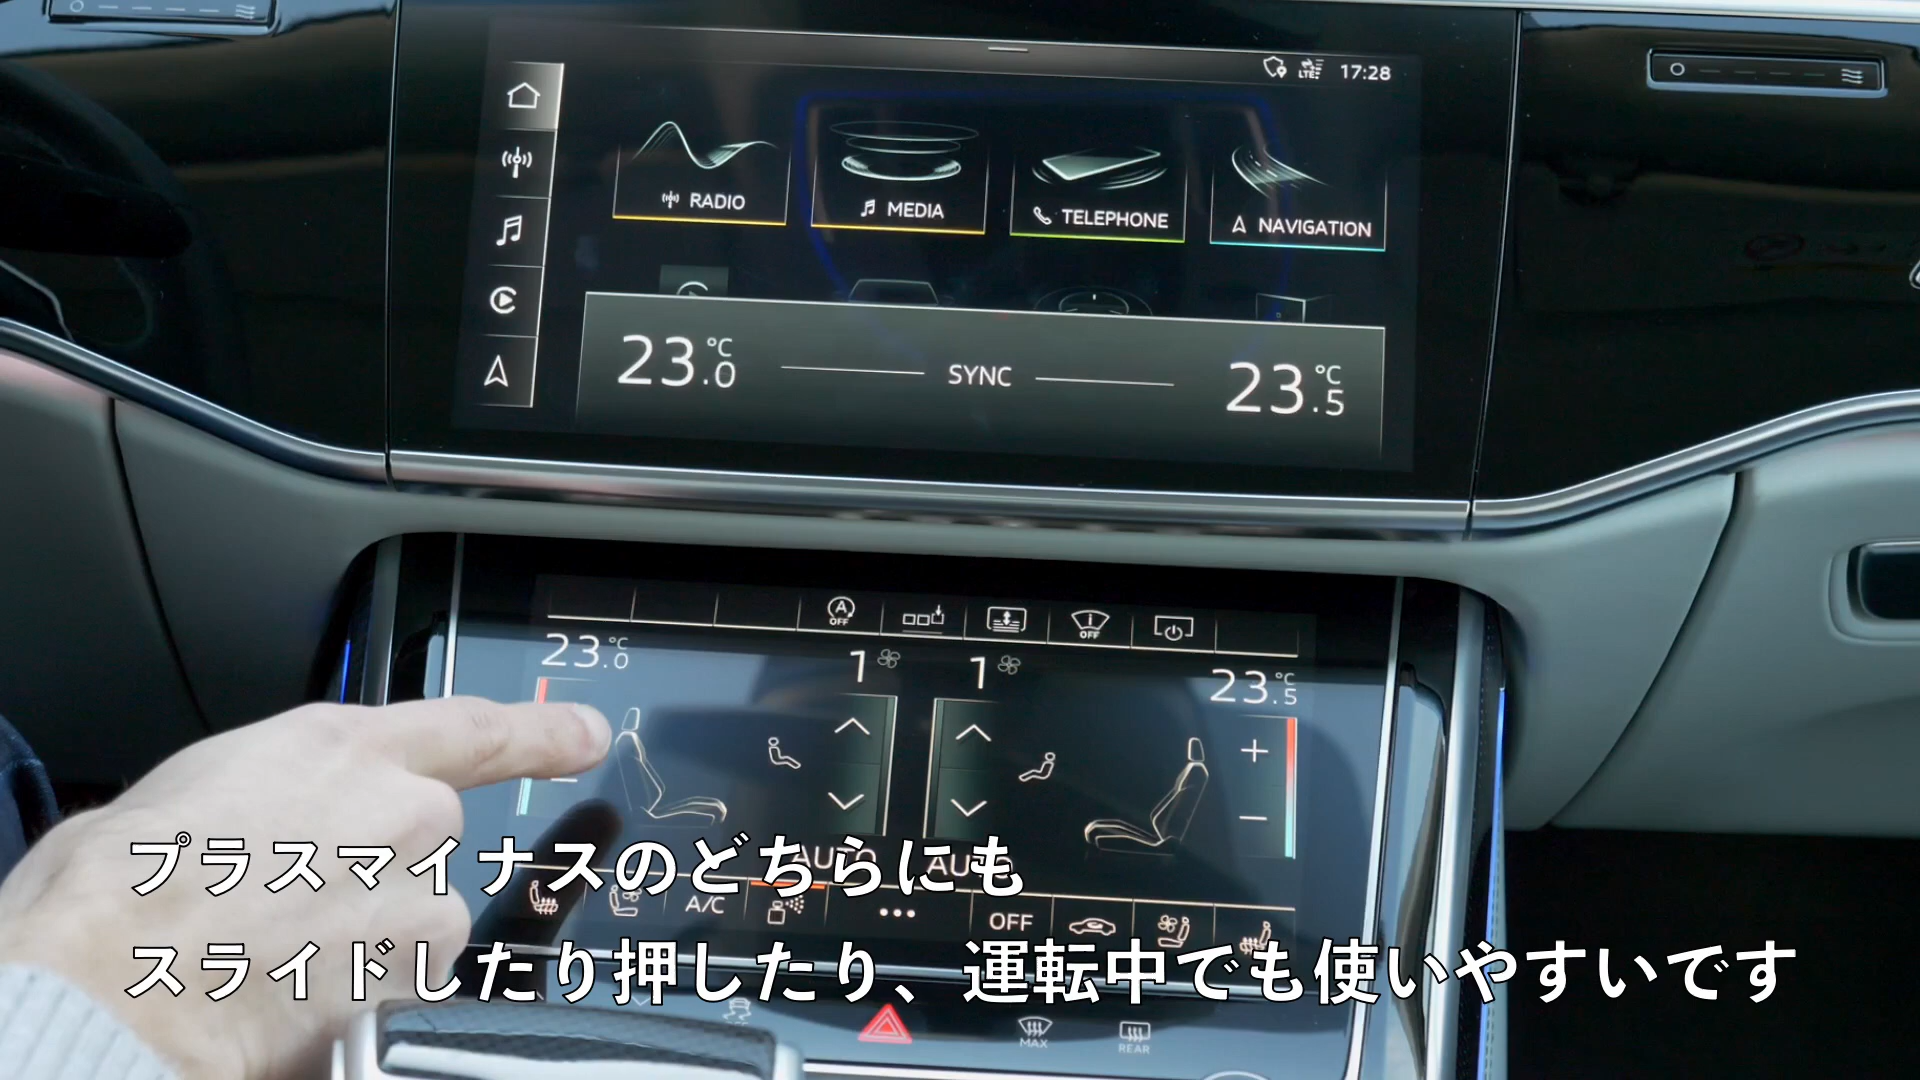 LTE 17:28
RADIO
MEDIA
TELEPHONE
NAVIGATION
23.0 °C
SYNC
23.5 °C
A OFF
OFF
23.0 °C
1
1
23.5 °C
+
−
−
AUTO
AUTO
プラスマイナスのどちらにも
A/C
•••
OFF
スライドしたり押したり、運転中でも使いやすいです
MAX
REAR